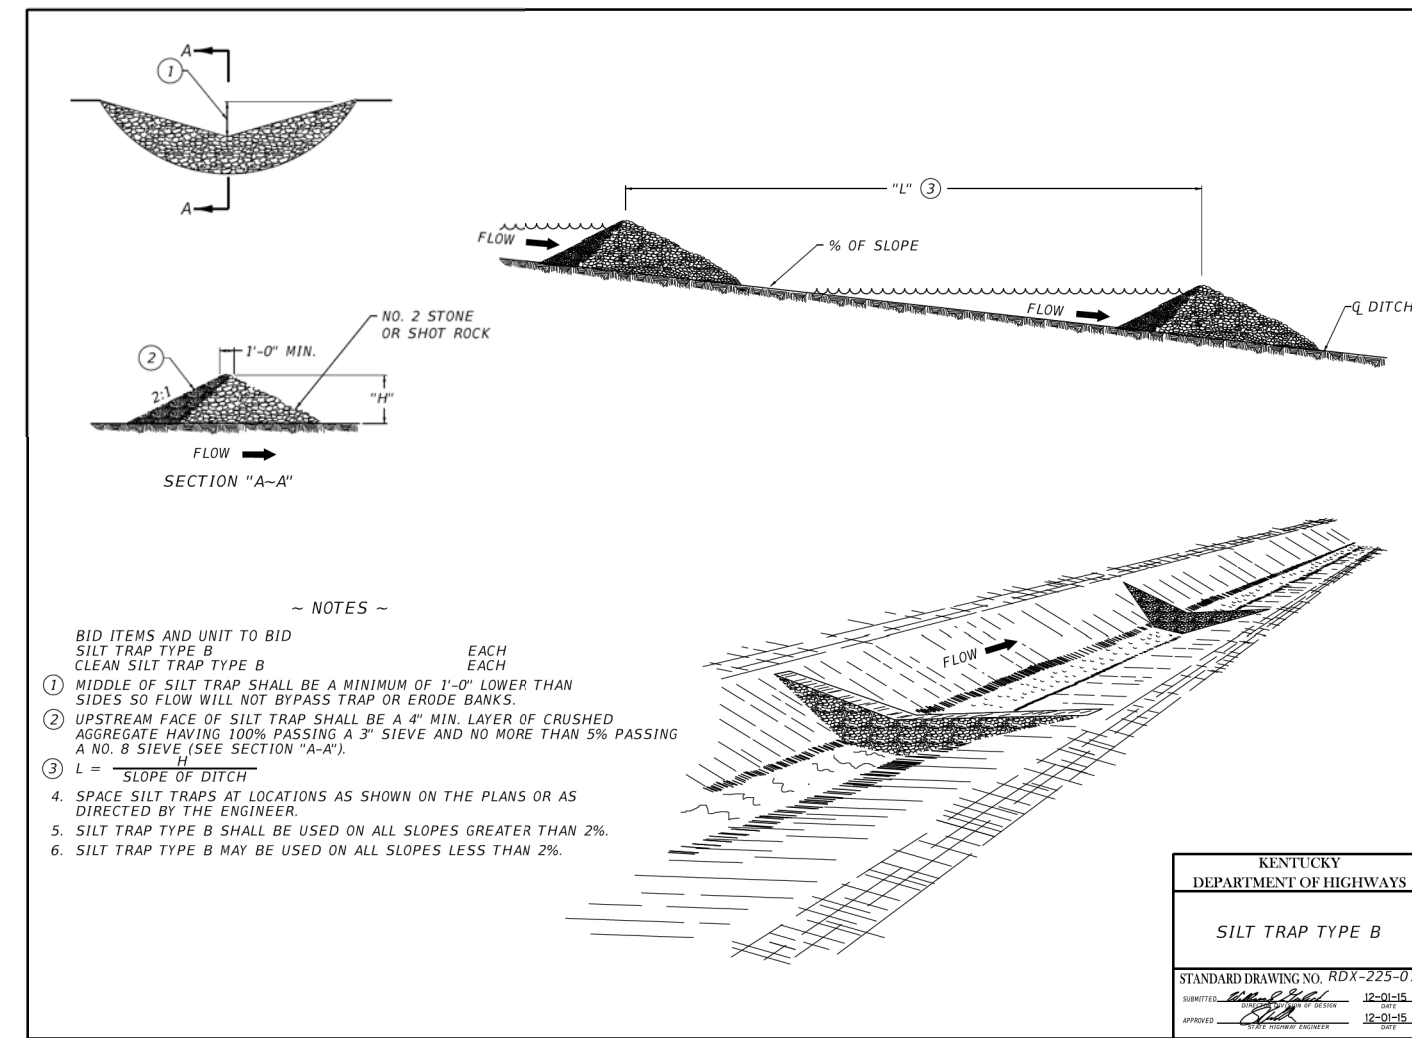 A
1
A
"L" 3
FLOW
% OF SLOPE
FLOW
℄ DITCH
NO. 2 STONE
OR SHOT ROCK
2
1'-0" MIN.
2:1
"H"
FLOW
SECTION "A~A"
FLOW
~ NOTES ~
BID ITEMS AND UNIT TO BID
SILT TRAP TYPE B EACH
CLEAN SILT TRAP TYPE B EACH
1 MIDDLE OF SILT TRAP SHALL BE A MINIMUM OF 1'-0" LOWER THAN
SIDES SO FLOW WILL NOT BYPASS TRAP OR ERODE BANKS.
2 UPSTREAM FACE OF SILT TRAP SHALL BE A 4" MIN. LAYER OF CRUSHED
AGGREGATE HAVING 100% PASSING A 3" SIEVE AND NO MORE THAN 5% PASSING
A NO. 8 SIEVE (SEE SECTION "A-A").
3 L = H
SLOPE OF DITCH
4. SPACE SILT TRAPS AT LOCATIONS AS SHOWN ON THE PLANS OR AS
DIRECTED BY THE ENGINEER.
5. SILT TRAP TYPE B SHALL BE USED ON ALL SLOPES GREATER THAN 2%.
6. SILT TRAP TYPE B MAY BE USED ON ALL SLOPES LESS THAN 2%.
KENTUCKY
DEPARTMENT OF HIGHWAYS
SILT TRAP TYPE B
STANDARD DRAWING NO. RDX-225-0
SUBMITTED 12-01-15
DIRECTOR DIVISION OF DESIGN DATE
APPROVED 12-01-15
STATE HIGHWAY ENGINEER DATE